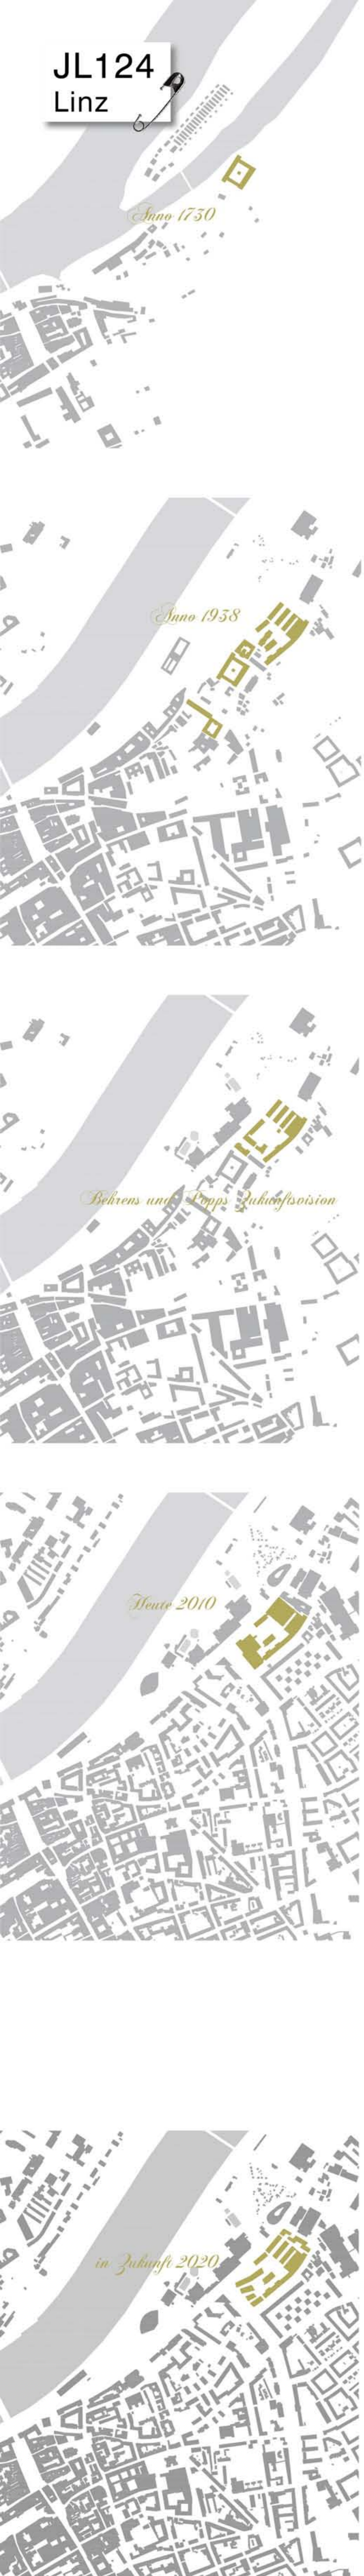 JL124
Linz
Anno 1730
Anno 1938
Behrens und Popps Zukunftsvision
Heute 2010
in Zukunft 2020